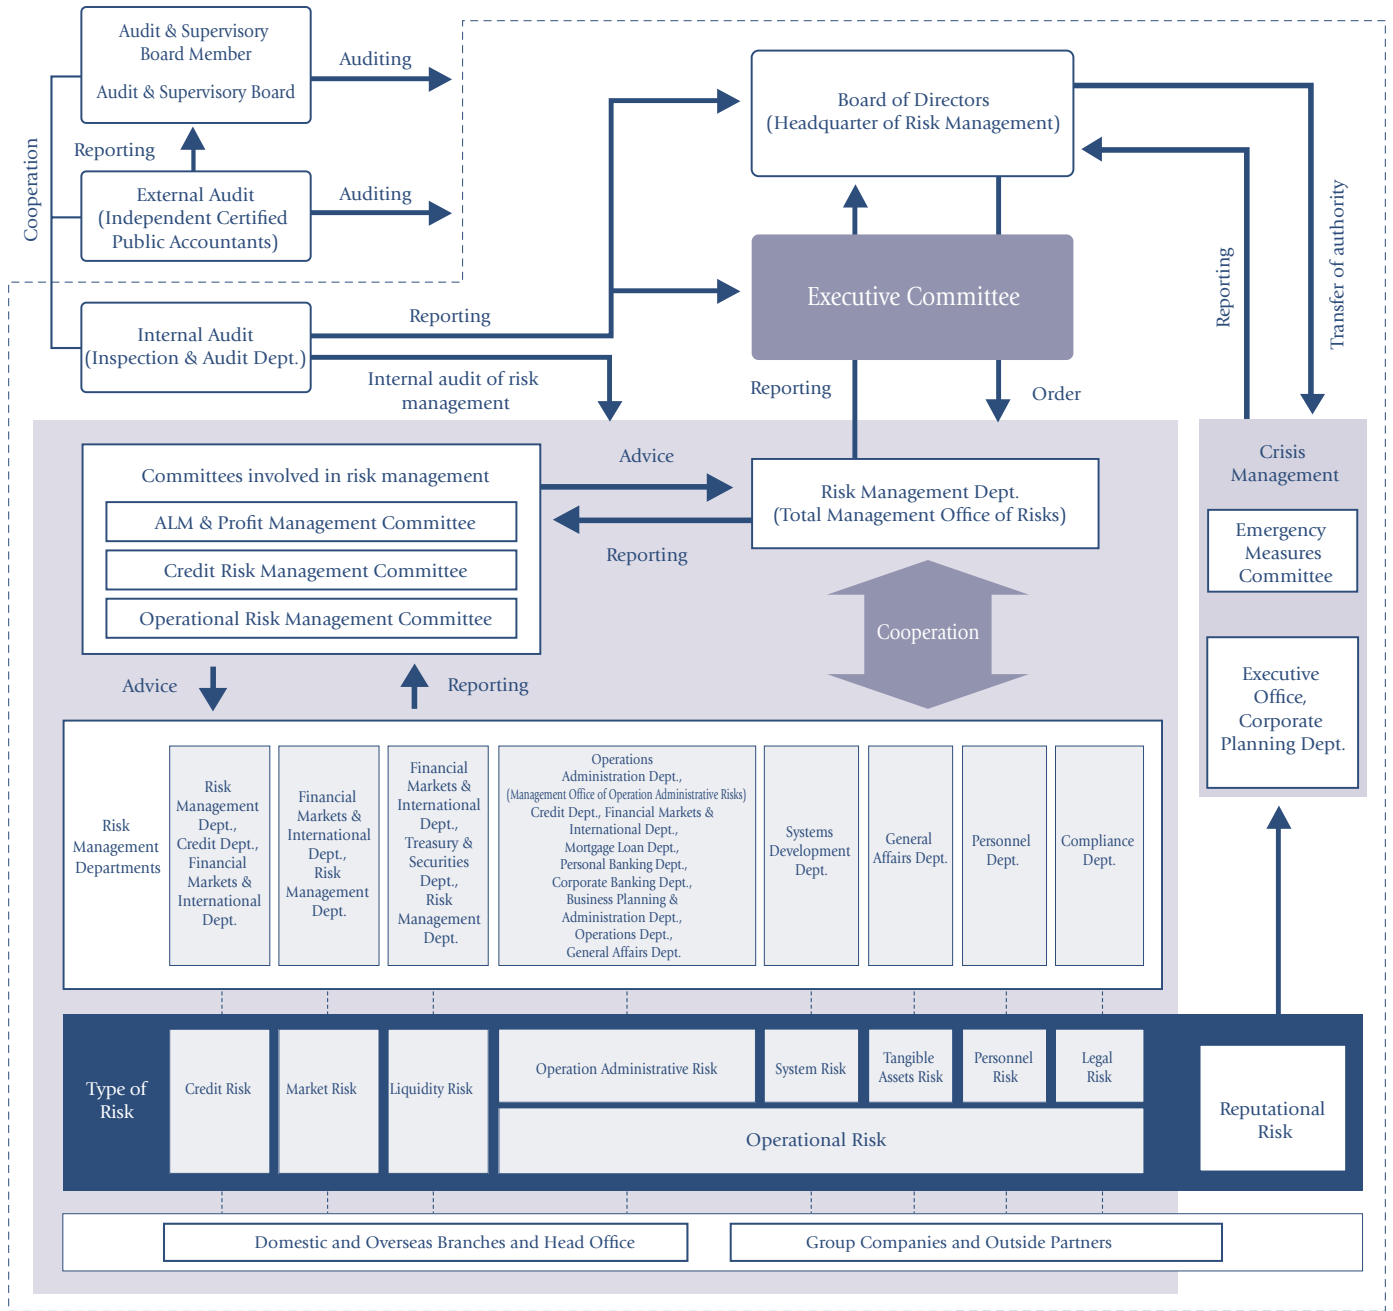 Audit & Supervisory
Board Member
Audit & Supervisory Board
Auditing
Reporting
Cooperation
External Audit
(Independent Certified
Public Accountants)
Auditing
Board of Directors
(Headquarter of Risk Management)
Executive Committee
Reporting
Transfer of authority
Internal Audit
(Inspection & Audit Dept.)
Reporting
Internal audit of risk
management
Reporting
Order
Committees involved in risk management
ALM & Profit Management Committee
Credit Risk Management Committee
Operational Risk Management Committee
Advice
Reporting
Risk Management Dept.
(Total Management Office of Risks)
Cooperation
Crisis
Management
Emergency
Measures
Committee
Executive
Office,
Corporate
Planning Dept.
Advice
Reporting
Risk
Management
Departments
Risk
Management
Dept.,
Credit Dept.,
Financial
Markets &
International
Dept.
Financial
Markets &
International
Dept.,
Risk
Management
Dept.
Financial
Markets &
International
Dept.,
Treasury &
Securities
Dept.,
Risk
Management
Dept.
Operations
Administration Dept.,
(Management Office of Operation Administrative Risks)
Credit Dept., Financial Markets &
International Dept.,
Mortgage Loan Dept.,
Personal Banking Dept.,
Corporate Banking Dept.,
Business Planning &
Administration Dept.,
Operations Dept.,
General Affairs Dept.
Systems
Development
Dept.
General
Affairs Dept.
Personnel
Dept.
Compliance
Dept.
Type of
Risk
Credit Risk
Market Risk
Liquidity Risk
Operation Administrative Risk
System Risk
Tangible
Assets Risk
Personnel
Risk
Legal
Risk
Operational Risk
Reputational
Risk
Domestic and Overseas Branches and Head Office
Group Companies and Outside Partners